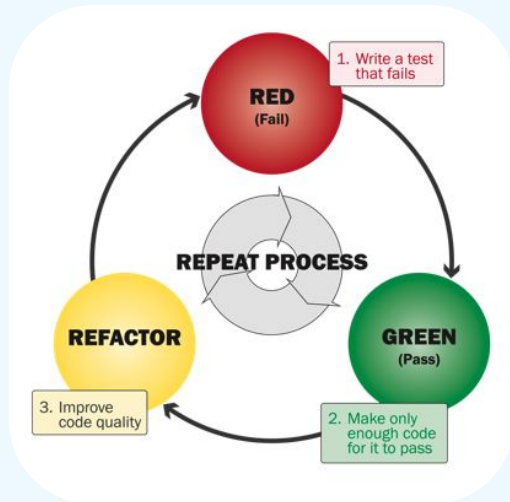 RED
(Fail)
1. Write a test
that fails
REPEAT PROCESS
REFACTOR
GREEN
(Pass)
3. Improve
code quality
2. Make only
enough code
for it to pass